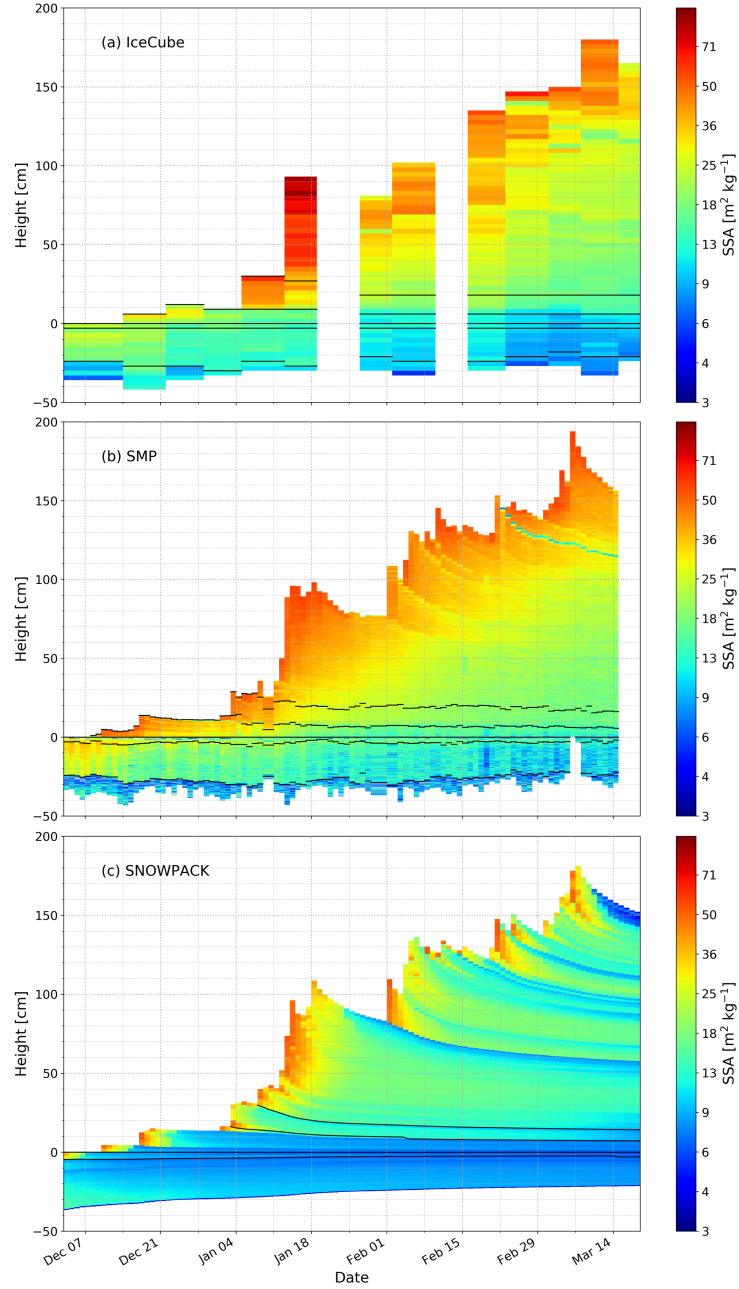 200
150
100
50
0
−50
Height [cm]
(a) IceCube
71
50
36
25
18
13
9
6
4
3
SSA [m² kg⁻¹]
200
150
100
50
0
−50
Height [cm]
(b) SMP
71
50
36
25
18
13
9
6
4
3
SSA [m² kg⁻¹]
200
150
100
50
0
−50
Height [cm]
(c) SNOWPACK
71
50
36
25
18
13
9
6
4
3
SSA [m² kg⁻¹]
Dec 07
Dec 21
Jan 04
Jan 18
Feb 01
Feb 15
Feb 29
Mar 14
Date